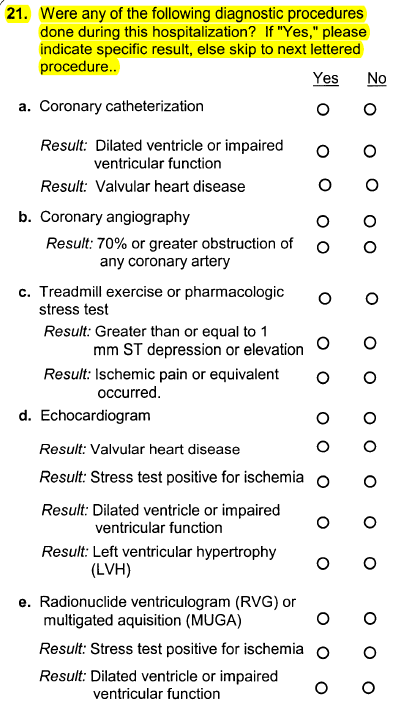 21. Were any of the following diagnostic procedures
done during this hospitalization? If "Yes," please
indicate specific result, else skip to next lettered
procedure..
Yes No
a. Coronary catheterization
Result: Dilated ventricle or impaired
ventricular function
Result: Valvular heart disease
b. Coronary angiography
Result: 70% or greater obstruction of
any coronary artery
c. Treadmill exercise or pharmacologic
stress test
Result: Greater than or equal to 1
mm ST depression or elevation
Result: Ischemic pain or equivalent
occurred.
d. Echocardiogram
Result: Valvular heart disease
Result: Stress test positive for ischemia
Result: Dilated ventricle or impaired
ventricular function
Result: Left ventricular hypertrophy
(LVH)
e. Radionuclide ventriculogram (RVG) or
multigated aquisition (MUGA)
Result: Stress test positive for ischemia
Result: Dilated ventricle or impaired
ventricular function